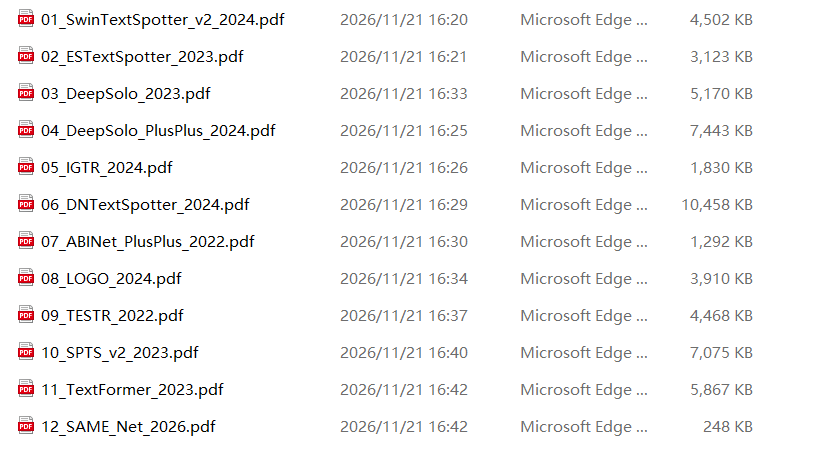 01_SwinTextSpotter_v2_2024.pdf 2026/11/21 16:20 Microsoft Edge ... 4,502 KB
02_ESTextSpotter_2023.pdf 2026/11/21 16:21 Microsoft Edge ... 3,123 KB
03_DeepSolo_2023.pdf 2026/11/21 16:33 Microsoft Edge ... 5,170 KB
04_DeepSolo_PlusPlus_2024.pdf 2026/11/21 16:25 Microsoft Edge ... 7,443 KB
05_IGTR_2024.pdf 2026/11/21 16:26 Microsoft Edge ... 1,830 KB
06_DNTextSpotter_2024.pdf 2026/11/21 16:29 Microsoft Edge ... 10,458 KB
07_ABINet_PlusPlus_2022.pdf 2026/11/21 16:30 Microsoft Edge ... 1,292 KB
08_LOGO_2024.pdf 2026/11/21 16:34 Microsoft Edge ... 3,910 KB
09_TESTR_2022.pdf 2026/11/21 16:37 Microsoft Edge ... 4,468 KB
10_SPTS_v2_2023.pdf 2026/11/21 16:40 Microsoft Edge ... 7,075 KB
11_TextFormer_2023.pdf 2026/11/21 16:42 Microsoft Edge ... 5,867 KB
12_SAME_Net_2026.pdf 2026/11/21 16:42 Microsoft Edge ... 248 KB